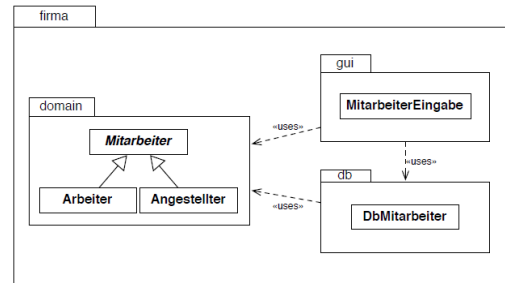 firma
gui
MitarbeiterEingabe
domain
Mitarbeiter
«uses»
«uses»
Arbeiter
Angestellter
db
«uses»
DbMitarbeiter